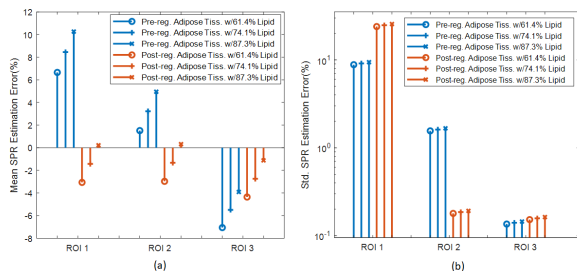 12
10
8
6
4
2
0
-2
-4
-6
-8
Mean SPR Estimation Error(%)
Pre-reg. Adipose Tiss. w/61.4% Lipid
Pre-reg. Adipose Tiss. w/74.1% Lipid
Pre-reg. Adipose Tiss. w/87.3% Lipid
Post-reg. Adipose Tiss. w/61.4% Lipid
Post-reg. Adipose Tiss. w/74.1% Lipid
Post-reg. Adipose Tiss. w/87.3% Lipid
ROI 1
ROI 2
ROI 3
(a)
10¹
10⁰
10⁻¹
Std. SPR Estimation Error(%)
Pre-reg. Adipose Tiss. w/61.4% Lipid
Pre-reg. Adipose Tiss. w/74.1% Lipid
Pre-reg. Adipose Tiss. w/87.3% Lipid
Post-reg. Adipose Tiss. w/61.4% Lipid
Post-reg. Adipose Tiss. w/74.1% Lipid
Post-reg. Adipose Tiss. w/87.3% Lipid
ROI 1
ROI 2
ROI 3
(b)